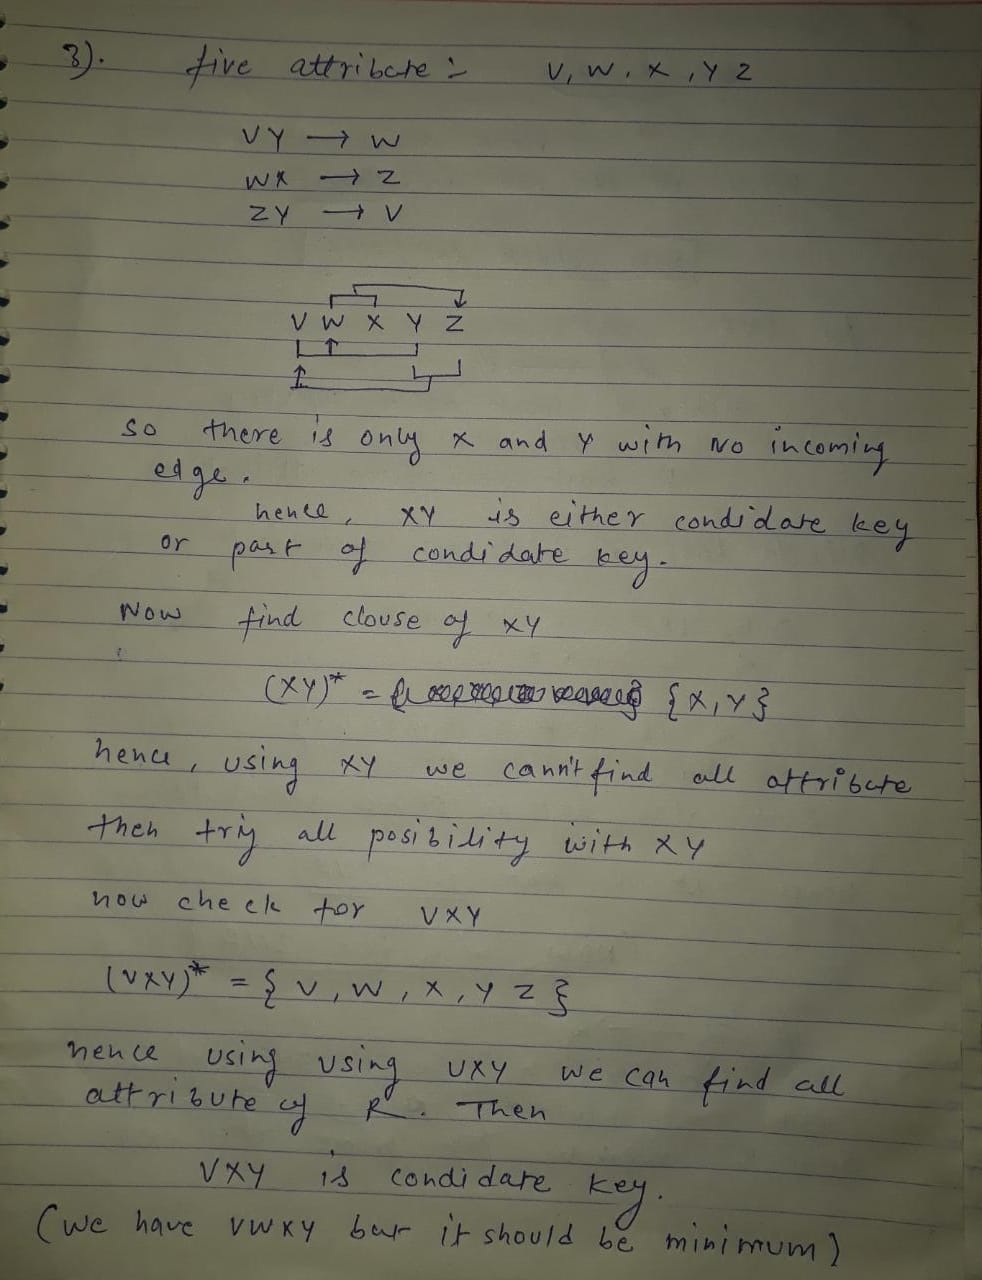 3). five attribute :- V, W, X, Y Z
VY → W
WX → Z
ZY → V
V W X Y Z
so there is only X and Y with no incoming
edge.
hence, XY is either condidate key
or part of condidate key.
Now find clouse of XY
(XY)* = {X, Y}
hence, using XY we cann't find all attribute
then triy all posibility with XY
now check for VXY
(VXY)* = { V, W, X, Y Z }
hence using using VXY we can find all
attribute of R. Then
VXY is condidate key.
(we have VWXY but it should be minimum)